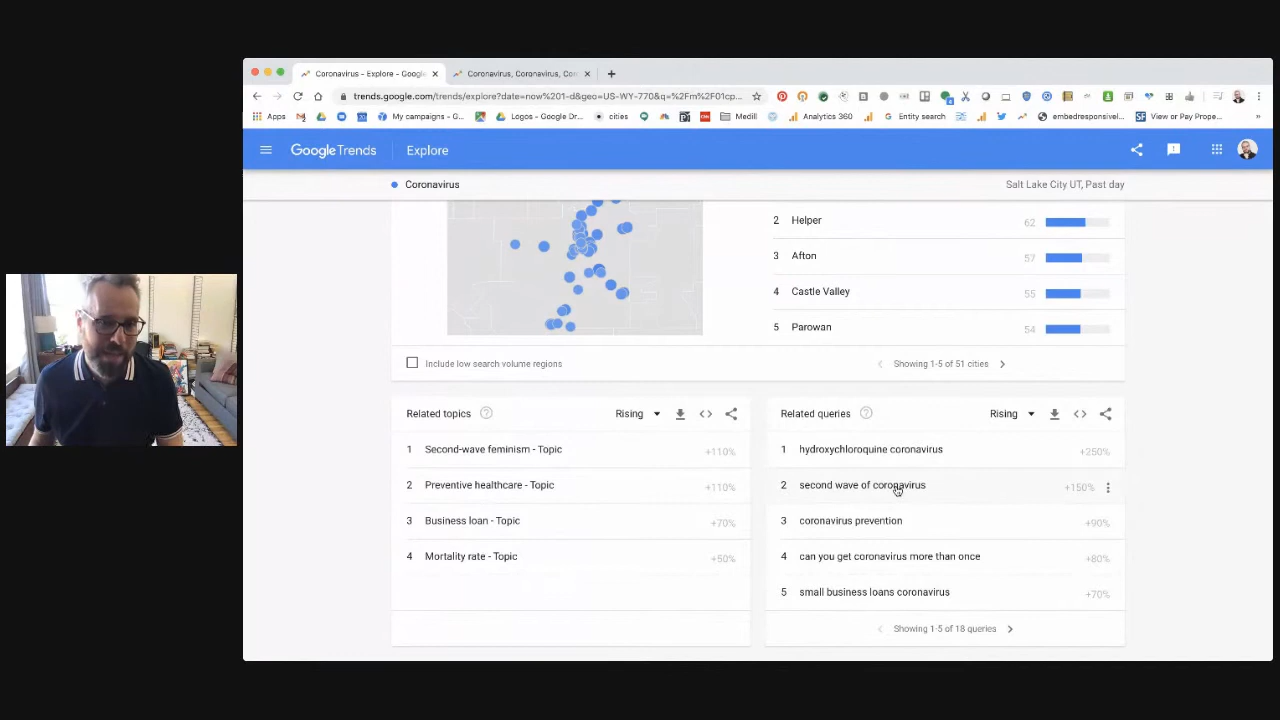 Coronavirus - Explore - Google
Coronavirus, Coronavirus, Cor
trends.google.com/trends/explore?date=now%201-d&geo=US-WY-770&q=%2Fm%2F01cp...
Apps
My campaigns - G...
Logos - Google Dr...
cities
Medill
Analytics 360
Entity search
embedresponsivel...
View or Pay Prope...
Google Trends
Explore
Coronavirus
Salt Lake City UT, Past day
2 Helper 62
3 Afton 57
4 Castle Valley 55
5 Parowan 54
Include low search volume regions
Showing 1-5 of 51 cities
Related topics
Rising
1 Second-wave feminism - Topic +110%
2 Preventive healthcare - Topic +110%
3 Business loan - Topic +70%
4 Mortality rate - Topic +50%
Related queries
Rising
1 hydroxychloroquine coronavirus +250%
2 second wave of coronavirus +150%
3 coronavirus prevention +90%
4 can you get coronavirus more than once +80%
5 small business loans coronavirus +70%
Showing 1-5 of 18 queries